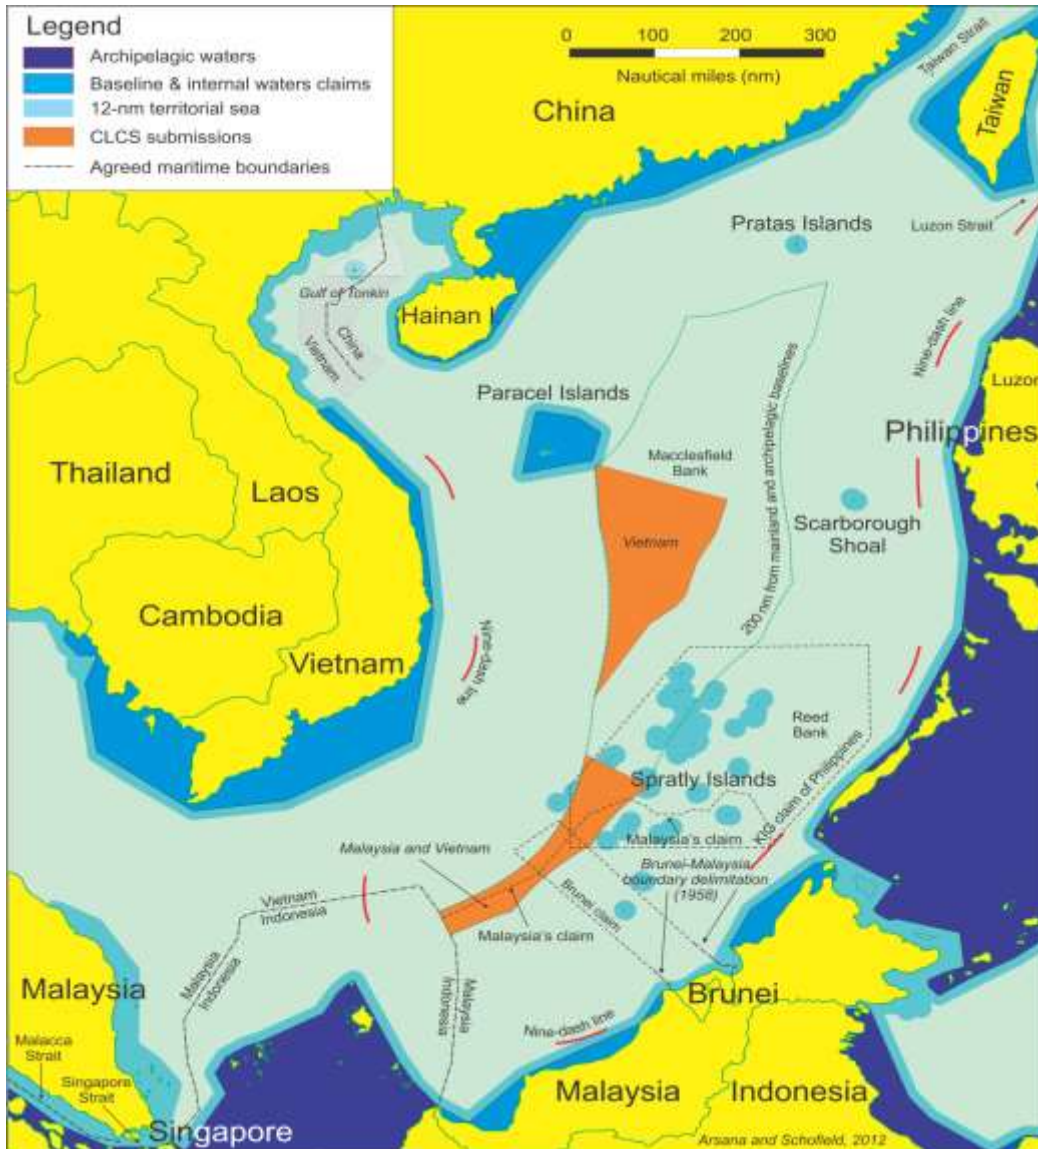 Legend
Archipelagic waters
Baseline & internal waters claims
12-nm territorial sea
CLCS submissions
Agreed maritime boundaries
0 100 200 300
Nautical miles (nm)
Taiwan Strait
China
Taiwan
Luzon Strait
Pratas Islands
Gulf of Tonkin
Hainan I.
China
Vietnam
Nine-dash line
Luzon
Paracel Islands
Philippines
Macclesfield
Bank
200 nm from mainland and archipelagic baselines
Thailand
Laos
Scarborough
Shoal
Vietnam
Cambodia
Vietnam
Nine-dash line
Reed
Bank
Spratly Islands
KIG claim of Philippines
Malaysia's claim
Malaysia and Vietnam
Brunei-Malaysia
boundary delimitation
(1958)
Brunei claim
Vietnam
Indonesia
Malaysia's claim
Malaysia
Indonesia
Malaysia
Indonesia
Malaysia
Brunei
Nine-dash line
Malacca
Strait
Singapore
Strait
Malaysia
Indonesia
Singapore
Arsana and Schofield, 2012